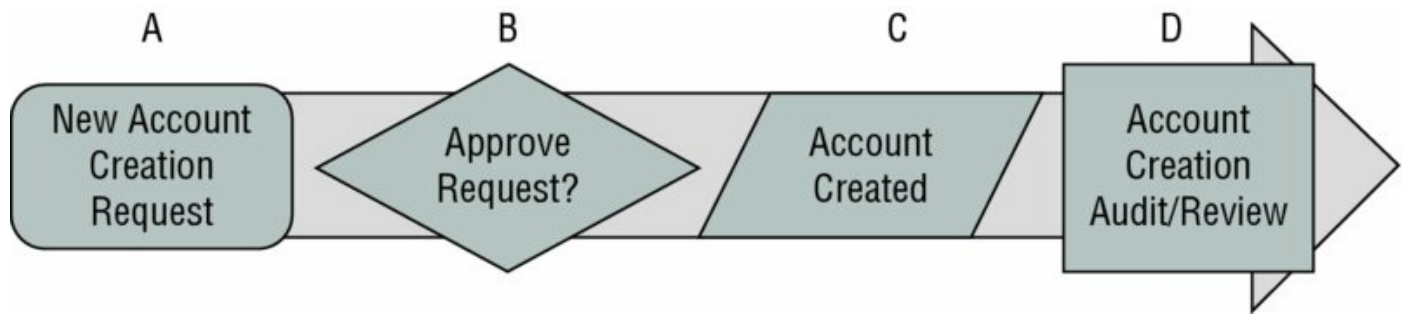 A
B
C
D
New Account
Creation
Request
Approve
Request?
Account
Created
Account
Creation
Audit/Review